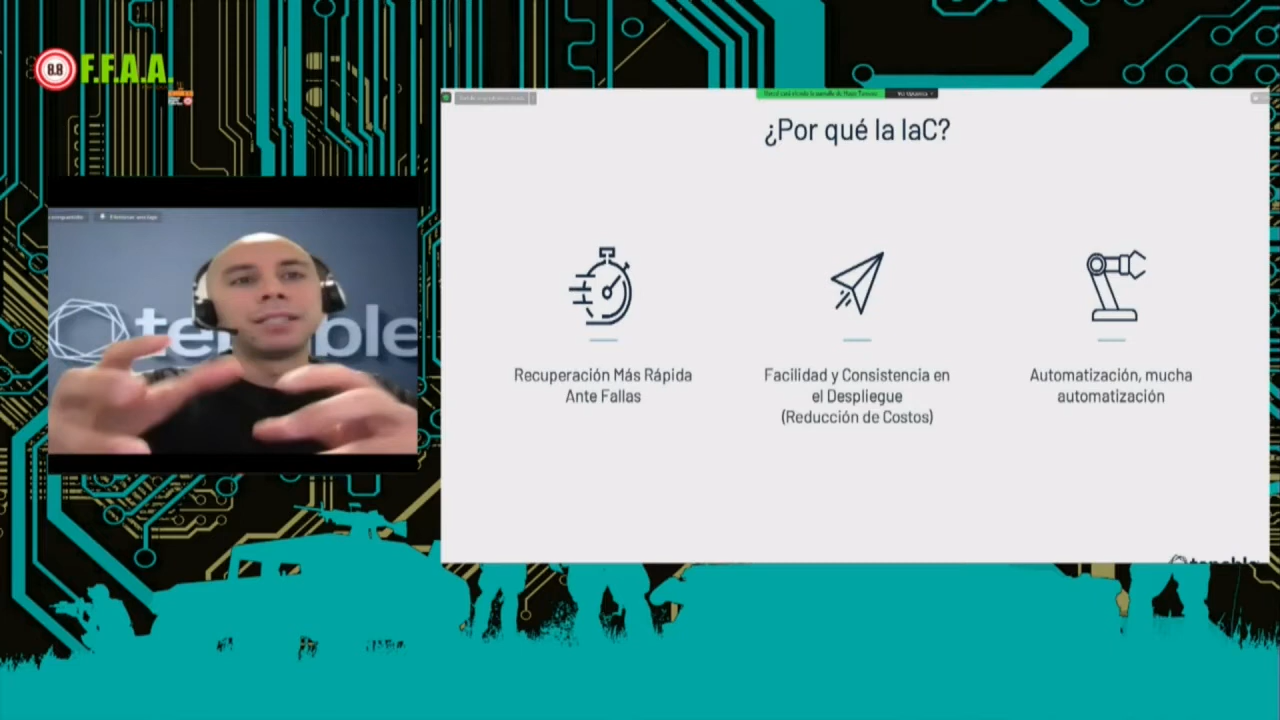 8.8 F.F.A.A.
¿Por qué la IaC?
tenable
Recuperación Más Rápida
Ante Fallas
Facilidad y Consistencia en
el Despliegue
(Reducción de Costos)
Automatización, mucha
automatización
tenable